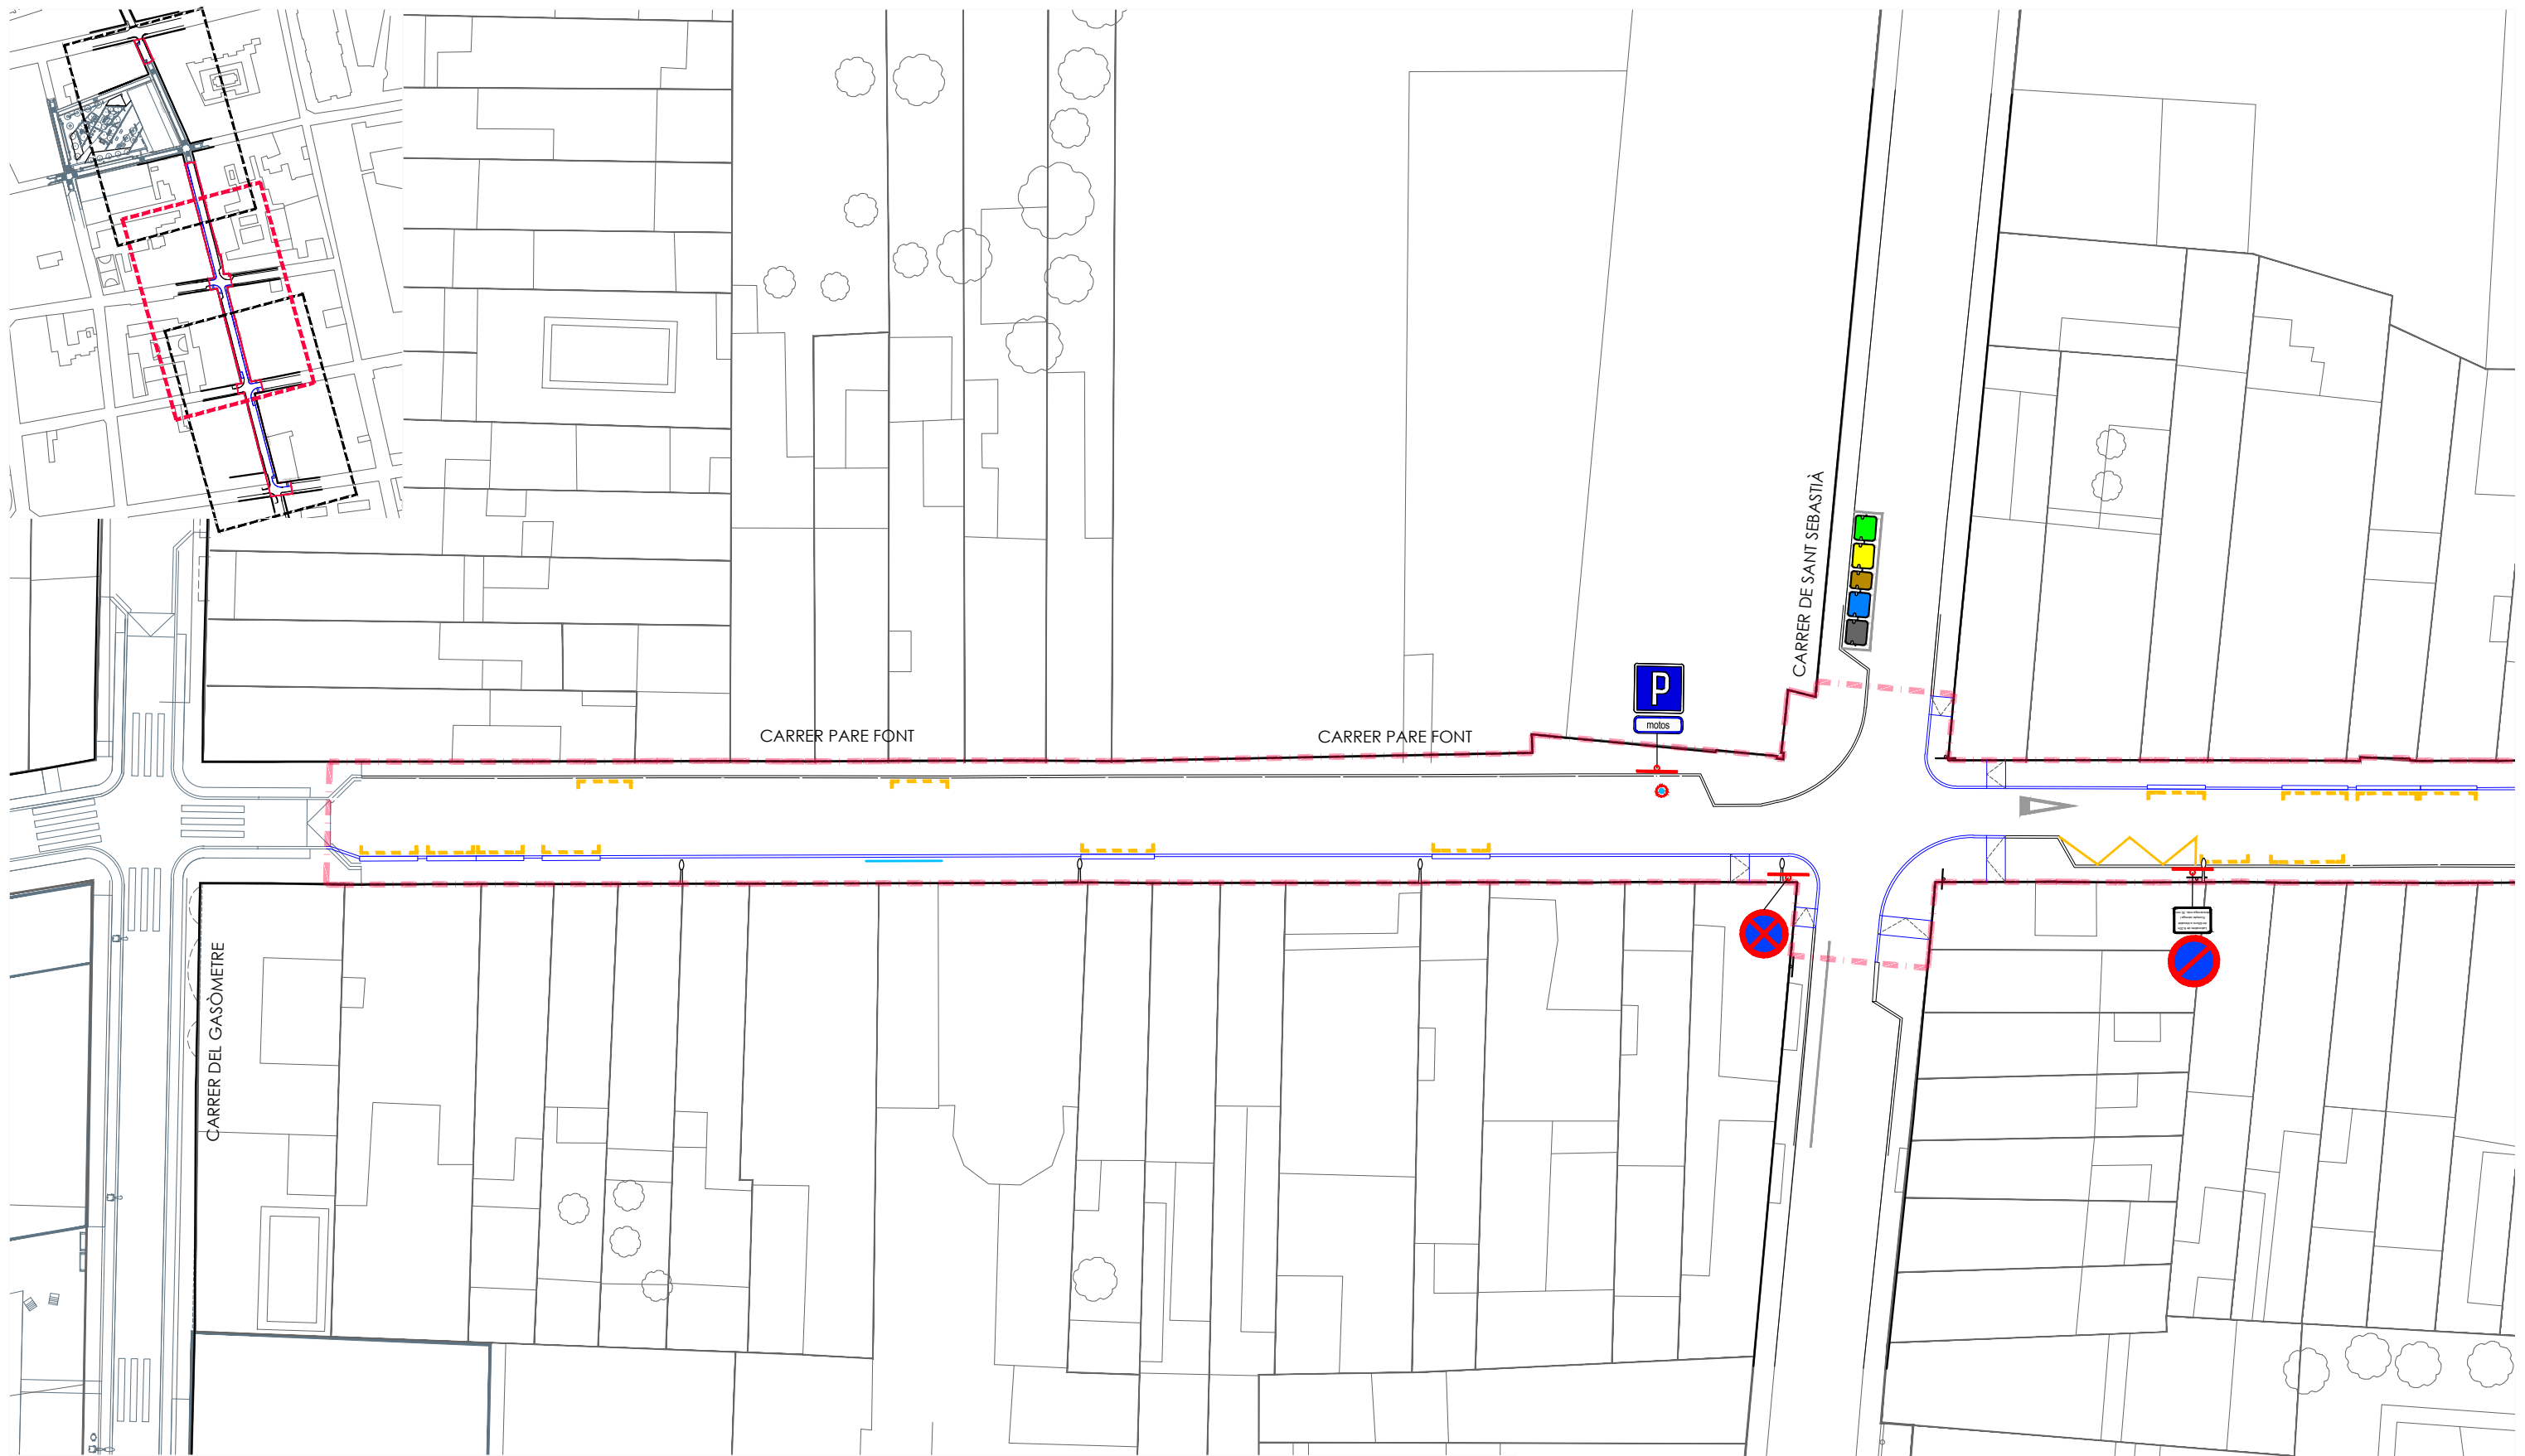 CARRER DE SANT SEBASTIÀ
P
motos
CARRER PARE FONT
CARRER PARE FONT
CARRER DEL GASÒMETRE